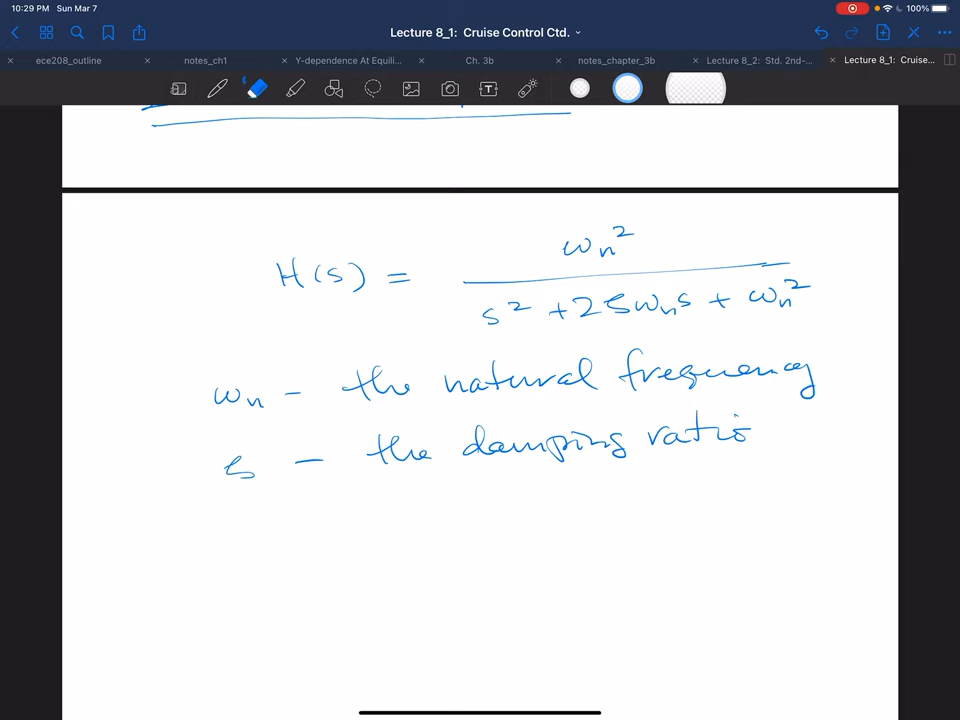 10:29 PM Sun Mar 7
100%
Lecture 8_1: Cruise Control Ctd.
ece208_outline
notes_ch1
Y-dependence At Equili...
Ch. 3b
notes_chapter_3b
Lecture 8_2: Std. 2nd-...
Lecture 8_1: Cruise...
ωn²
H(s) =
s² + 2ζωns + ωn²
ωn – the natural frequency
ζ – the damping ratio